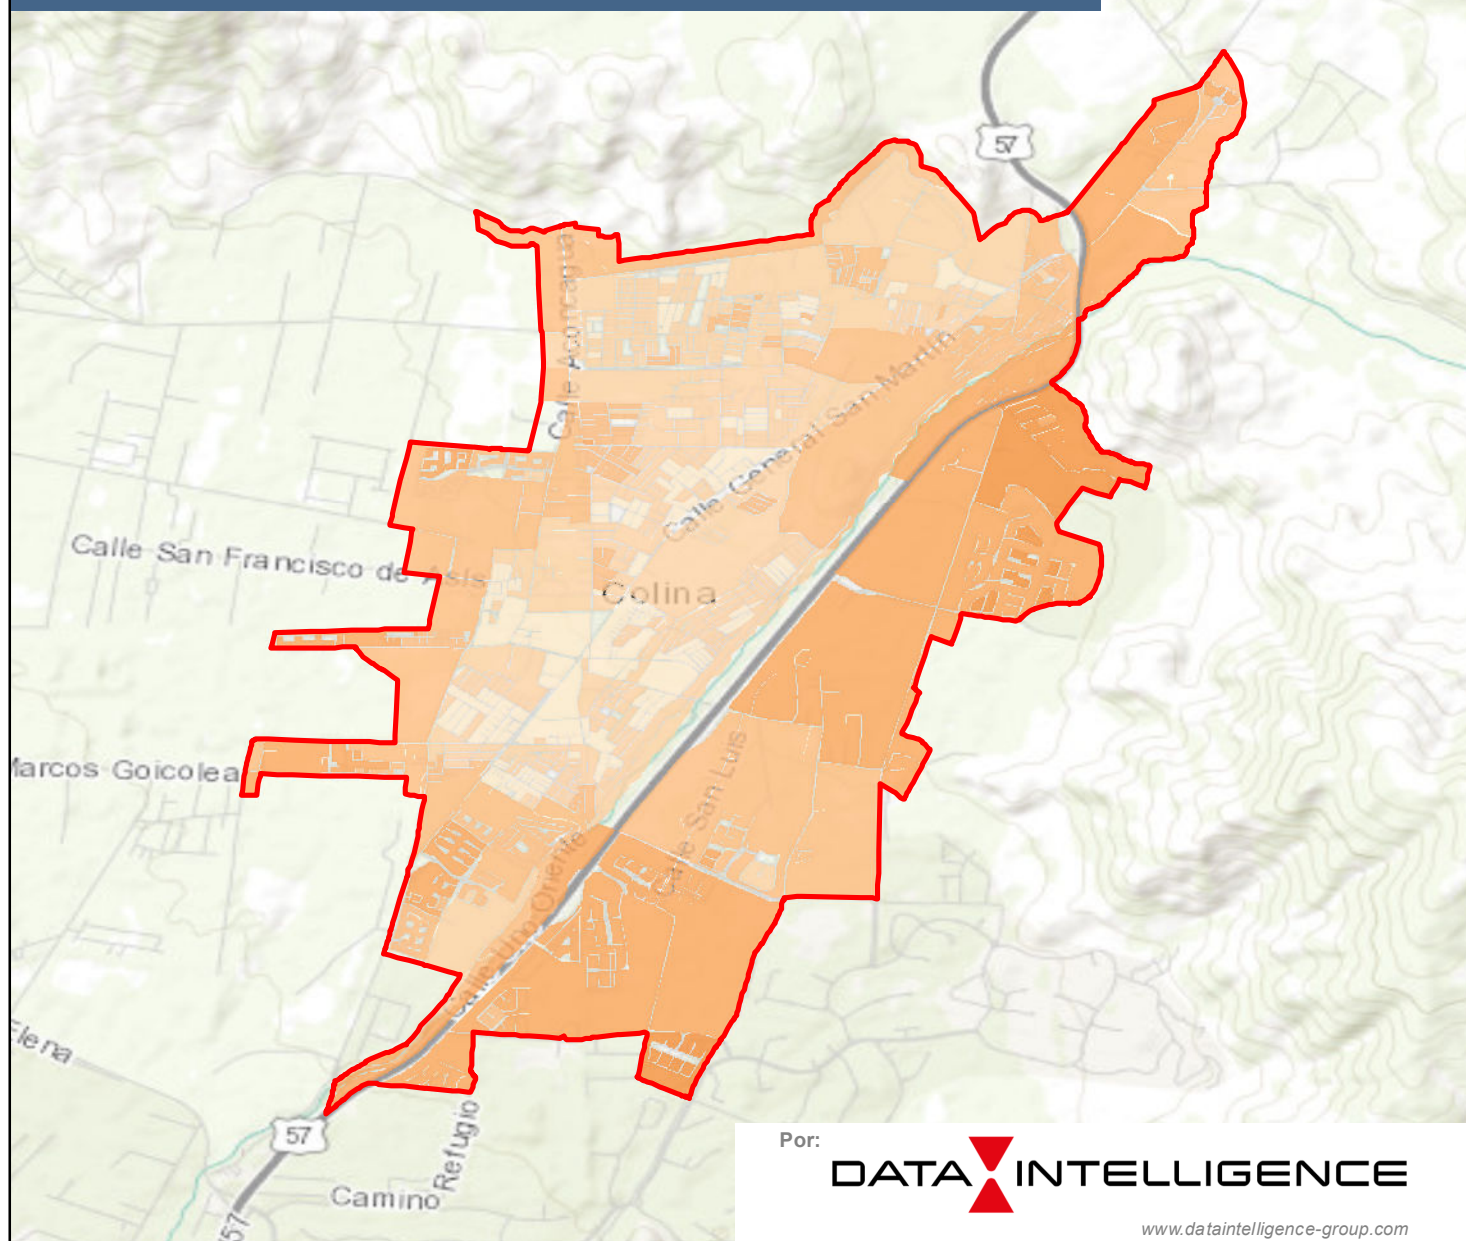 57
Calle Aconcagua
Calle General San Martín
Calle San Francisco de Asis
Colina
Marcos Goicolea
Calle San Luis
Calle Uno Oriente
Elena
57
Refugio
Camino
57
Por:
DATA INTELLIGENCE
www.dataintelligence-group.com